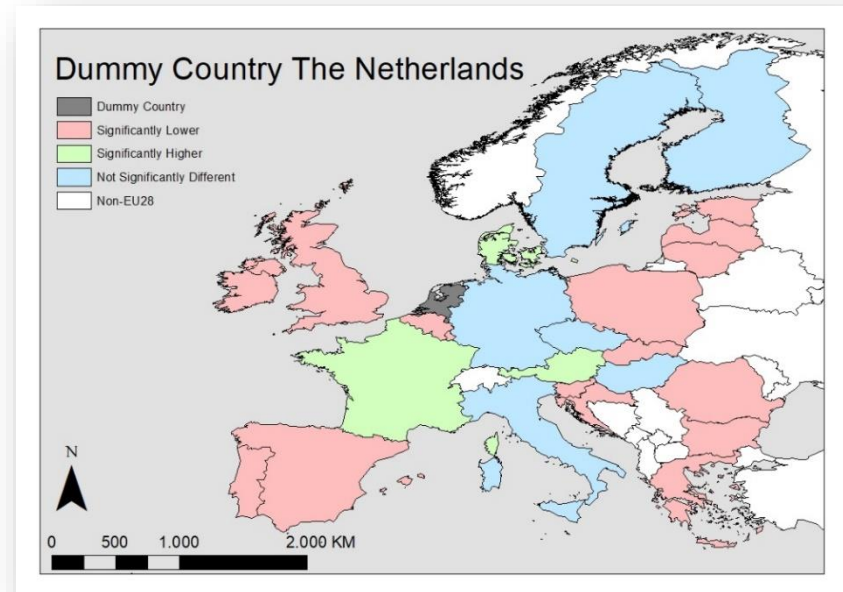 Dummy Country The Netherlands
Dummy Country
Significantly Lower
Significantly Higher
Not Significantly Different
Non-EU28
N
0 500 1.000 2.000 KM